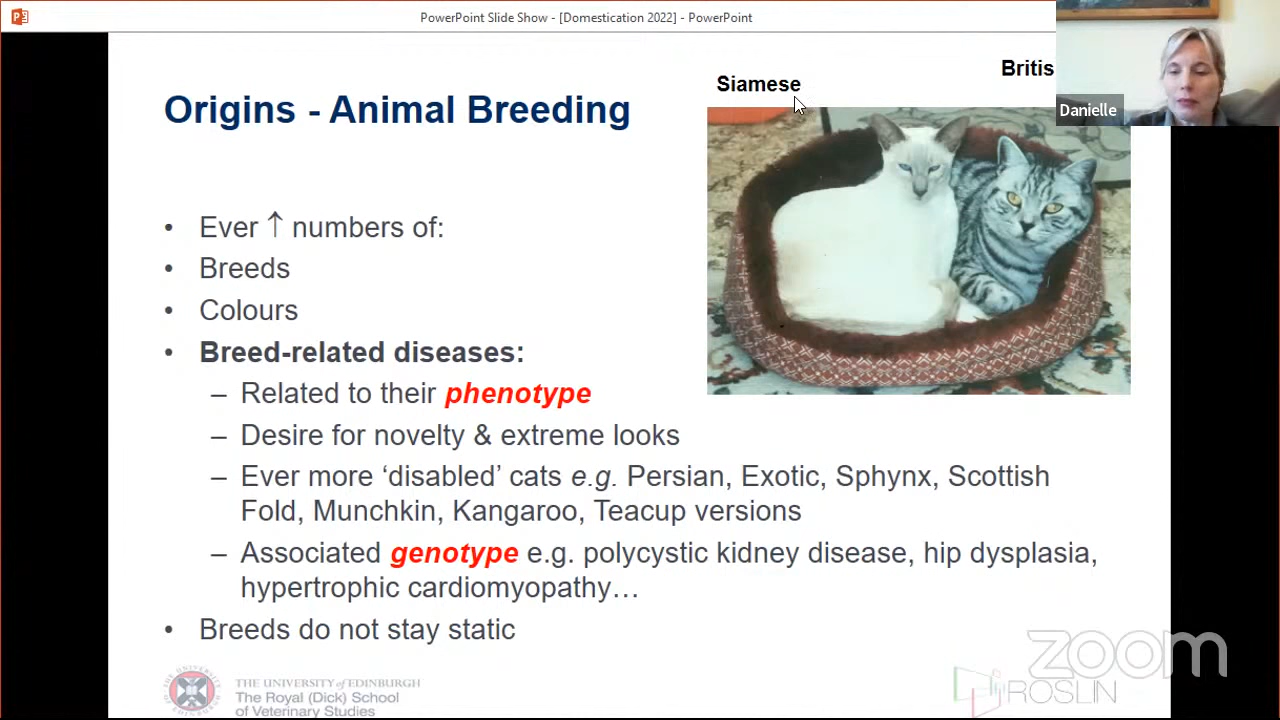 PowerPoint Slide Show - [Domestication 2022] - PowerPoint
Danielle
Siamese
Britis
Origins - Animal Breeding
• Ever ↑ numbers of:
• Breeds
• Colours
• Breed-related diseases:
– Related to their phenotype
– Desire for novelty & extreme looks
– Ever more ‘disabled’ cats e.g. Persian, Exotic, Sphynx, Scottish
Fold, Munchkin, Kangaroo, Teacup versions
– Associated genotype e.g. polycystic kidney disease, hip dysplasia,
hypertrophic cardiomyopathy…
• Breeds do not stay static
THE UNIVERSITY of EDINBURGH
The Royal (Dick) School
of Veterinary Studies
zoom
ROSLIN